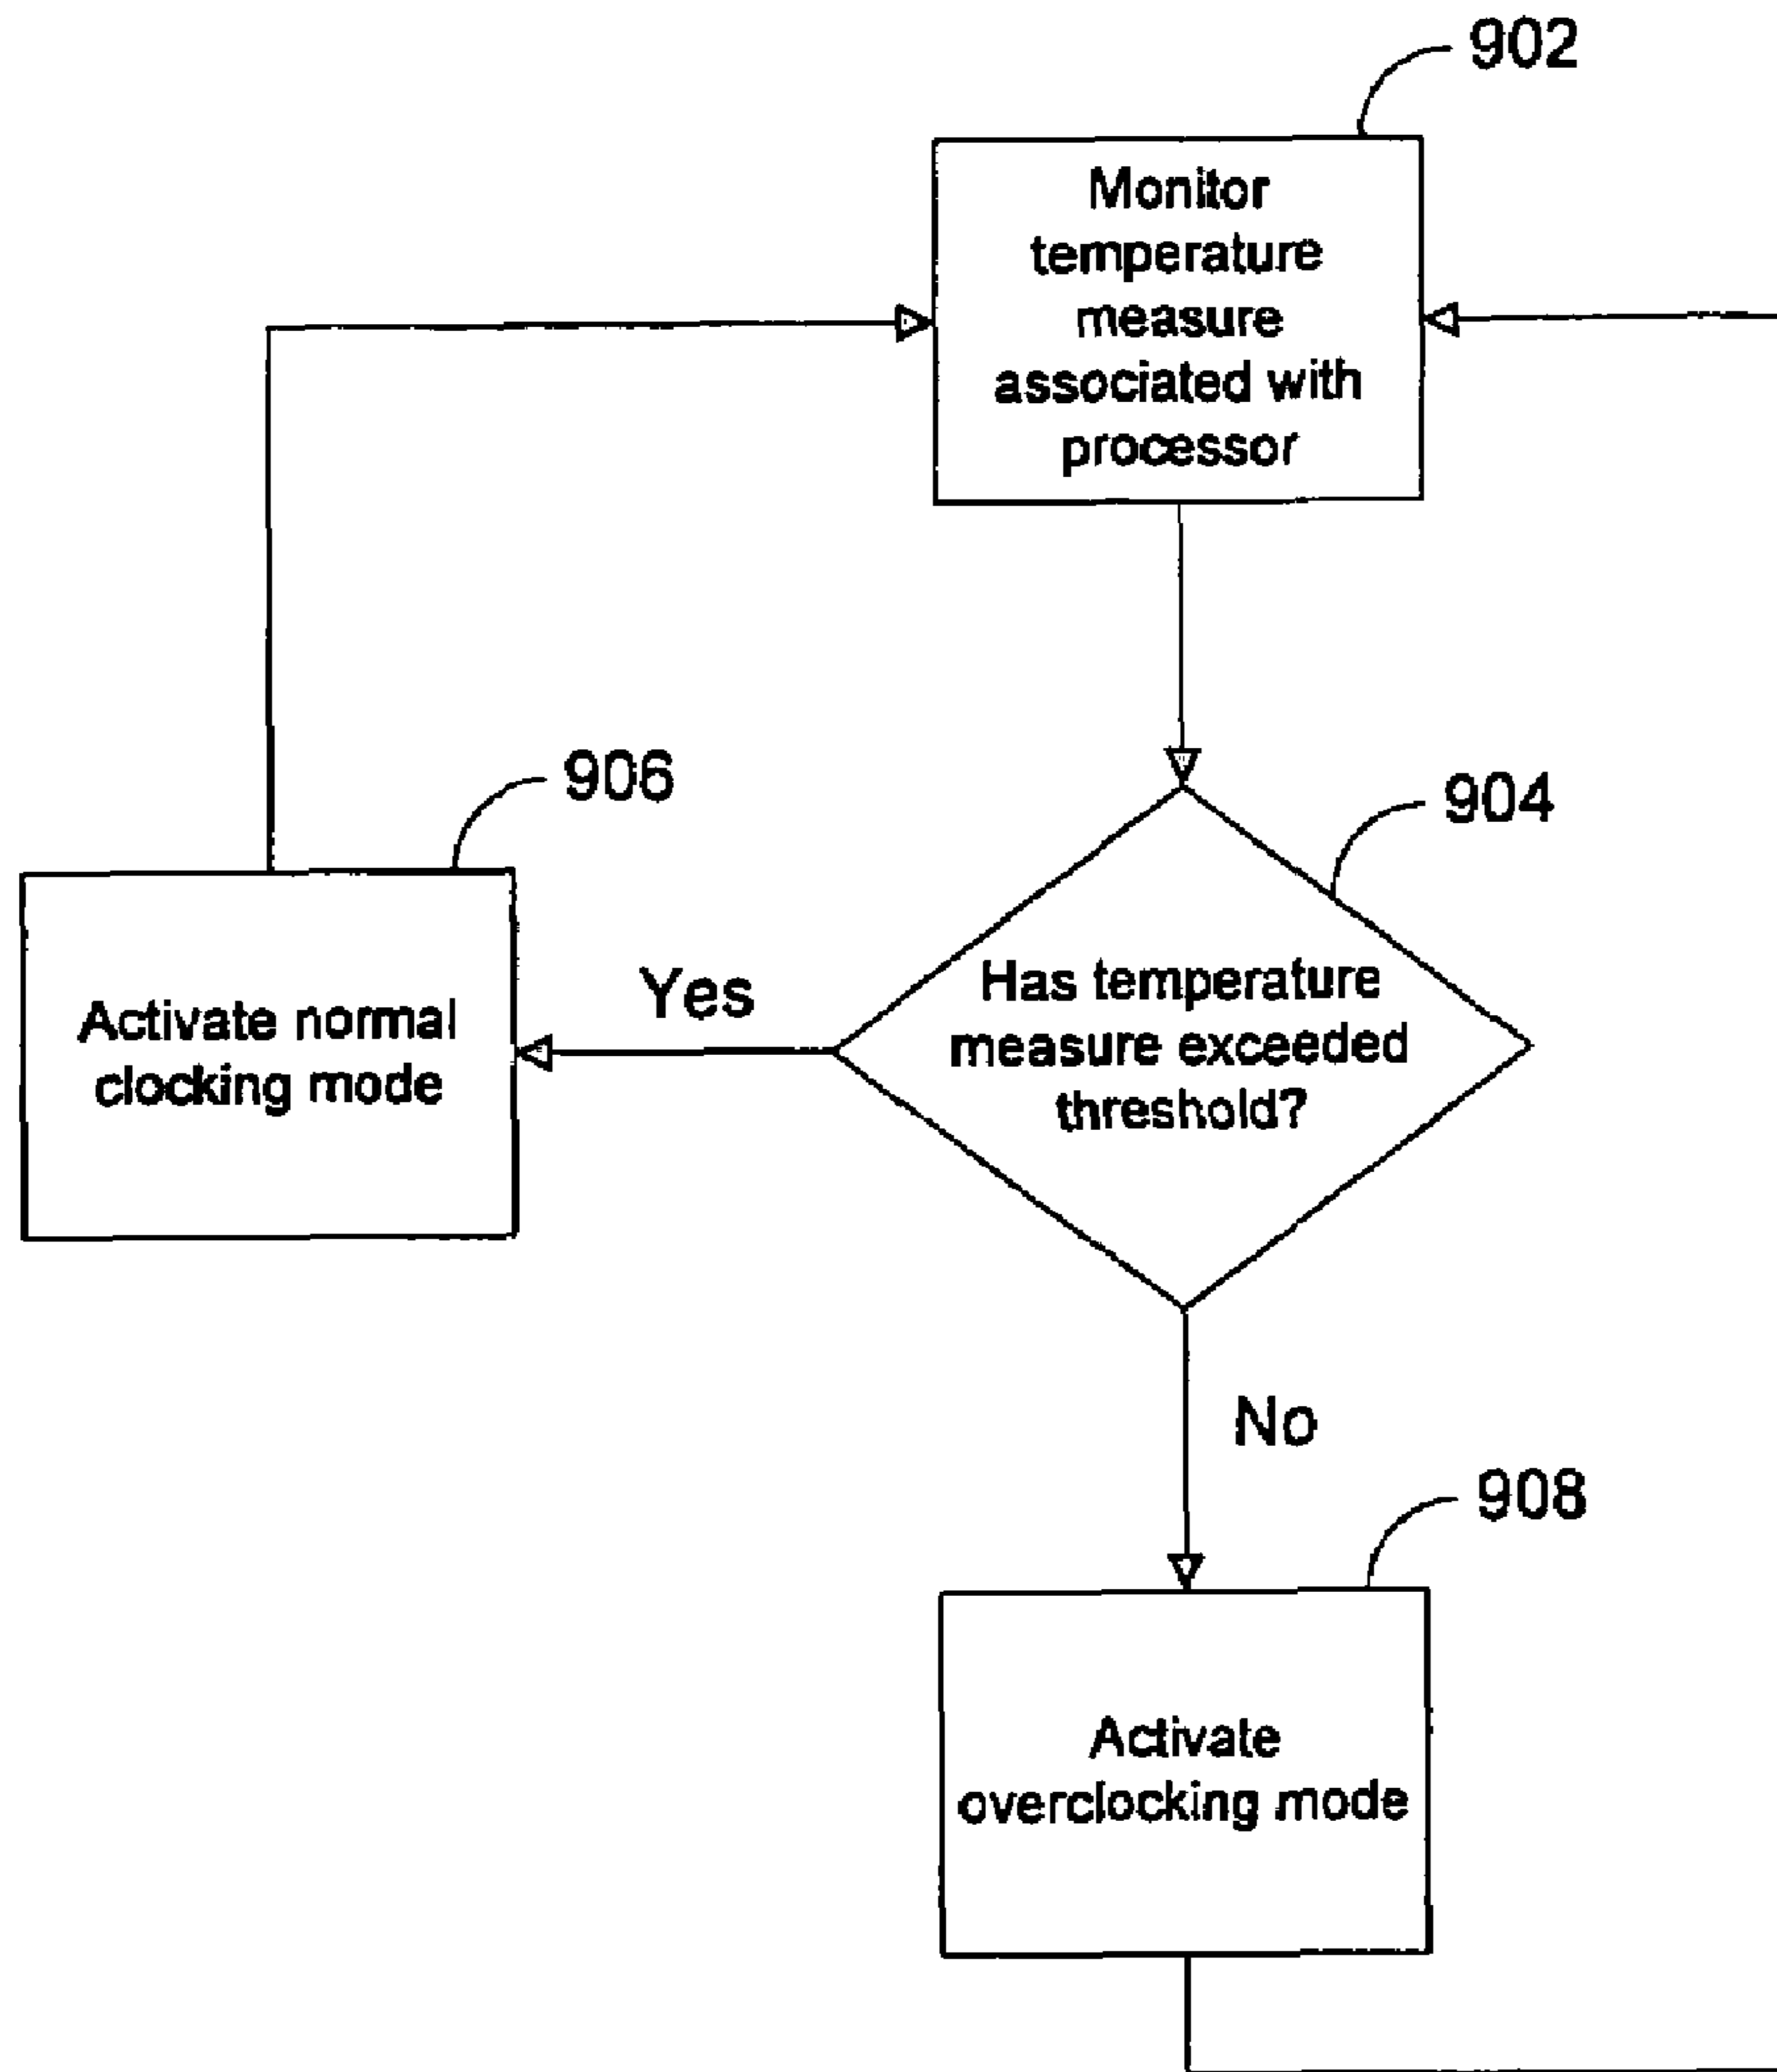 902
Monitor
temperature
measure
associated with
processor
906
904
Has temperature
measure exceeded
threshold?
Yes
Activate normal
clocking mode
No
908
Activate
overclocking mode